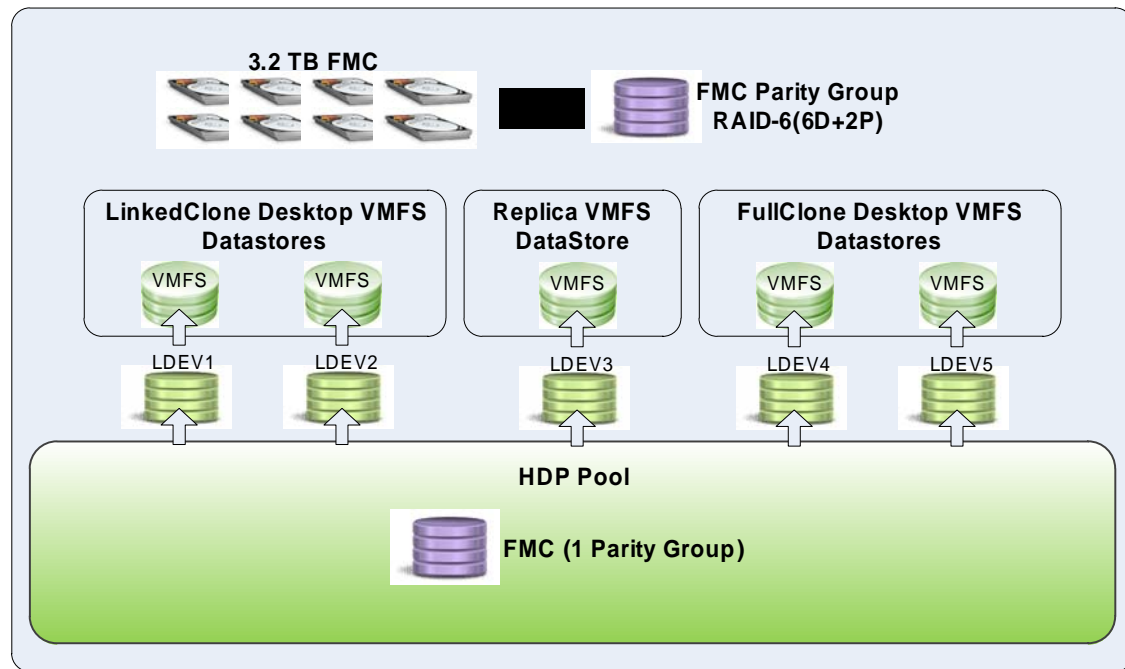 3.2 TB FMC
FMC Parity Group
RAID-6(6D+2P)
LinkedClone Desktop VMFS
Datastores
VMFS
VMFS
Replica VMFS
DataStore
VMFS
FullClone Desktop VMFS
Datastores
VMFS
VMFS
LDEV1
LDEV2
LDEV3
LDEV4
LDEV5
HDP Pool
FMC (1 Parity Group)